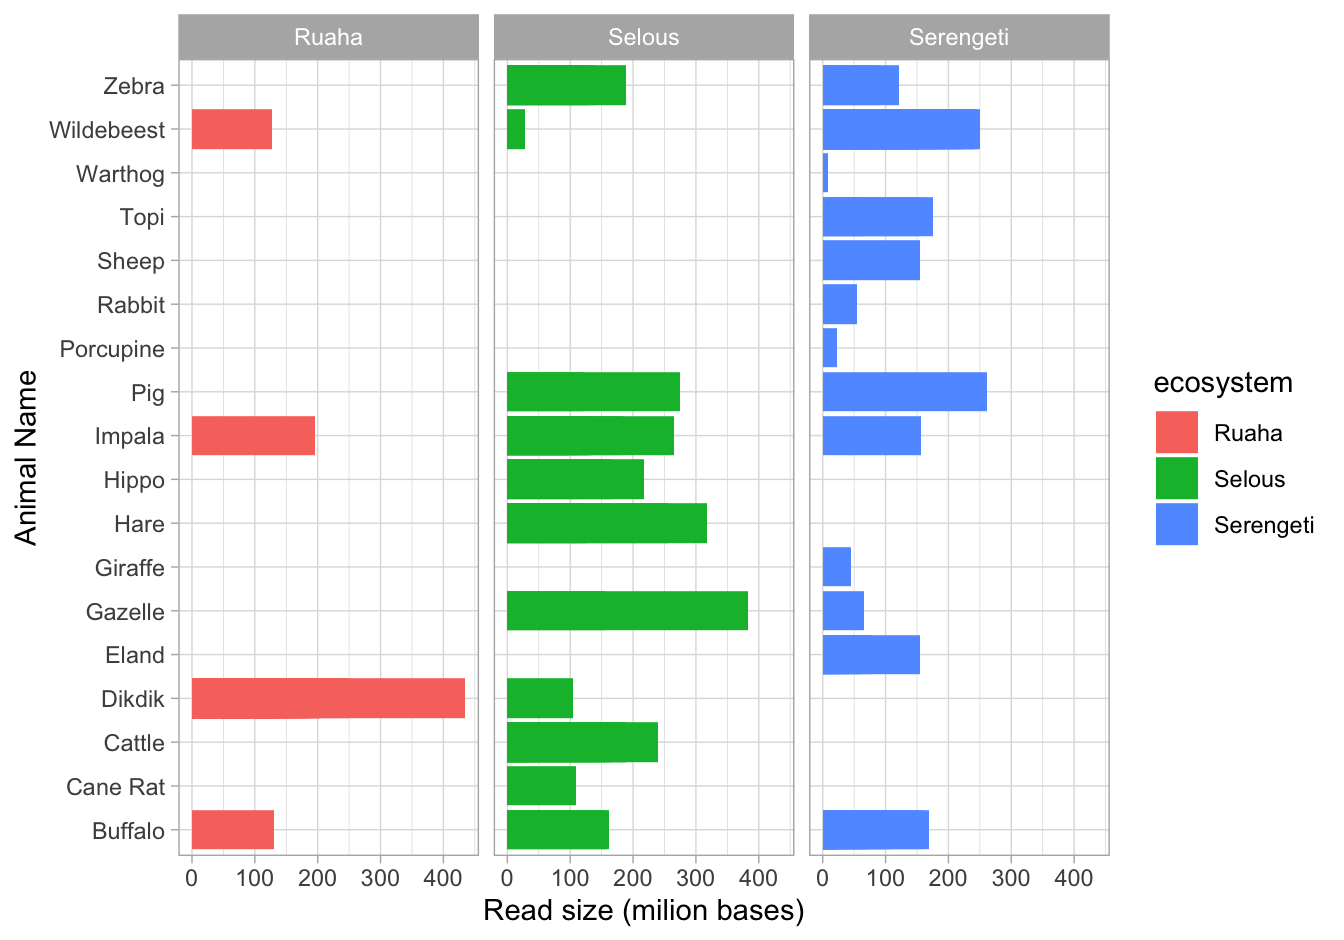 Ruaha Selous Serengeti
Zebra
Wildebeest
Warthog
Topi
Sheep
Rabbit
Porcupine
Pig
Impala
Hippo
Hare
Giraffe
Gazelle
Eland
Dikdik
Cattle
Cane Rat
Buffalo
Animal Name
0 100 200 300 400 0 100 200 300 400 0 100 200 300 400
Read size (milion bases)
ecosystem
Ruaha
Selous
Serengeti